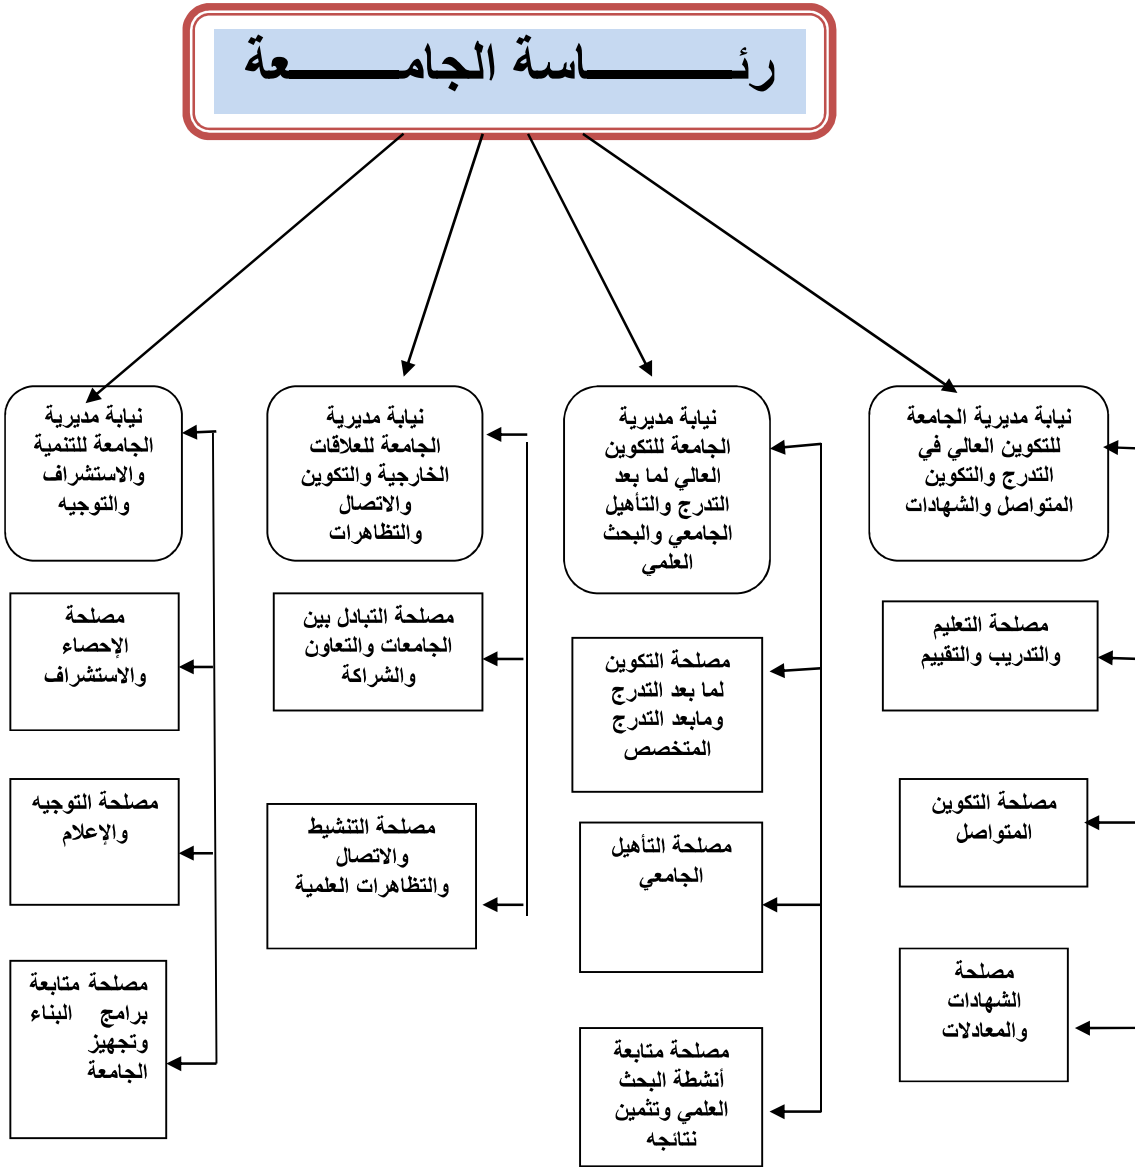 رئـــــــاسة الجامـــــــعة
نيابة مديرية الجامعة
للتكوين العالي في
التدرج والتكوين
المتواصل والشهادات
مصلحة التعليم
والتدريب والتقييم
مصلحة التكوين
المتواصل
مصلحة
الشهادات
والمعادلات
نيابة مديرية
الجامعة للتكوين
العالي لما بعد
التدرج والتأهيل
الجامعي والبحث
العلمي
مصلحة التكوين
لما بعد التدرج
ومابعد التدرج
المتخصص
مصلحة التأهيل
الجامعي
مصلحة متابعة
أنشطة البحث
العلمي وتثمين
نتائجه
نيابة مديرية
الجامعة للعلاقات
الخارجية والتكوين
والاتصال
والتظاهرات
مصلحة التبادل بين
الجامعات والتعاون
والشراكة
مصلحة التنشيط
والاتصال
والتظاهرات العلمية
نيابة مديرية
الجامعة للتنمية
والاستشراف
والتوجيه
مصلحة
الإحصاء
والاستشراف
مصلحة التوجيه
والإعلام
مصلحة متابعة
برامج البناء
وتجهيز
الجامعة